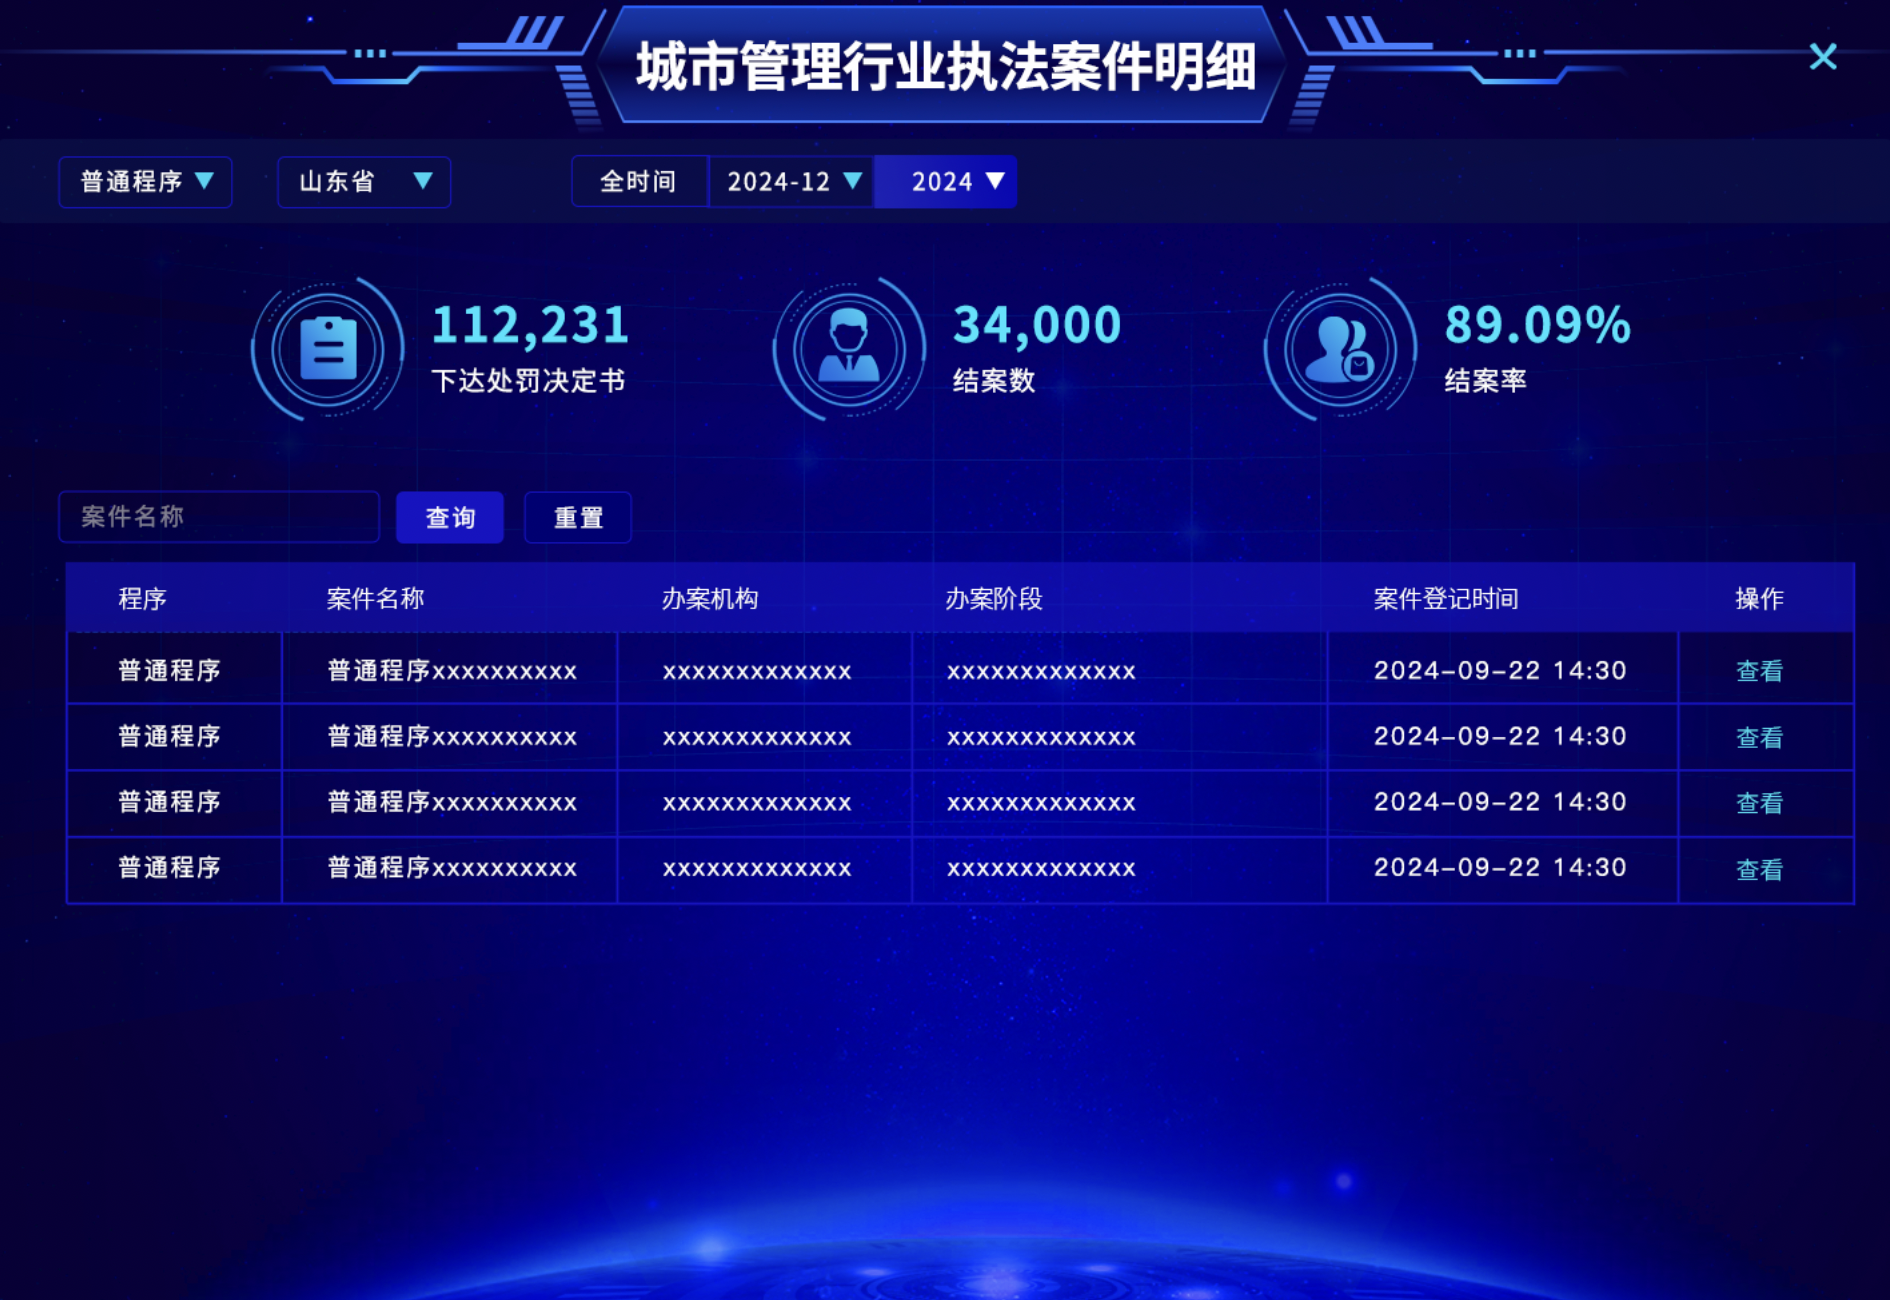 城市管理行业执法案件明细
普通程序 山东省 全时间 2024-12 2024
112,231 34,000 89.09%
下达处罚决定书 结案数 结案率
案件名称 查询 重置
程序 案件名称 办案机构 办案阶段 案件登记时间 操作
普通程序 普通程序xxxxxxxxxx xxxxxxxxxxxxx xxxxxxxxxxxxx 2024-09-22 14:30 查看
普通程序 普通程序xxxxxxxxxx xxxxxxxxxxxxx xxxxxxxxxxxxx 2024-09-22 14:30 查看
普通程序 普通程序xxxxxxxxxx xxxxxxxxxxxxx xxxxxxxxxxxxx 2024-09-22 14:30 查看
普通程序 普通程序xxxxxxxxxx xxxxxxxxxxxxx xxxxxxxxxxxxx 2024-09-22 14:30 查看